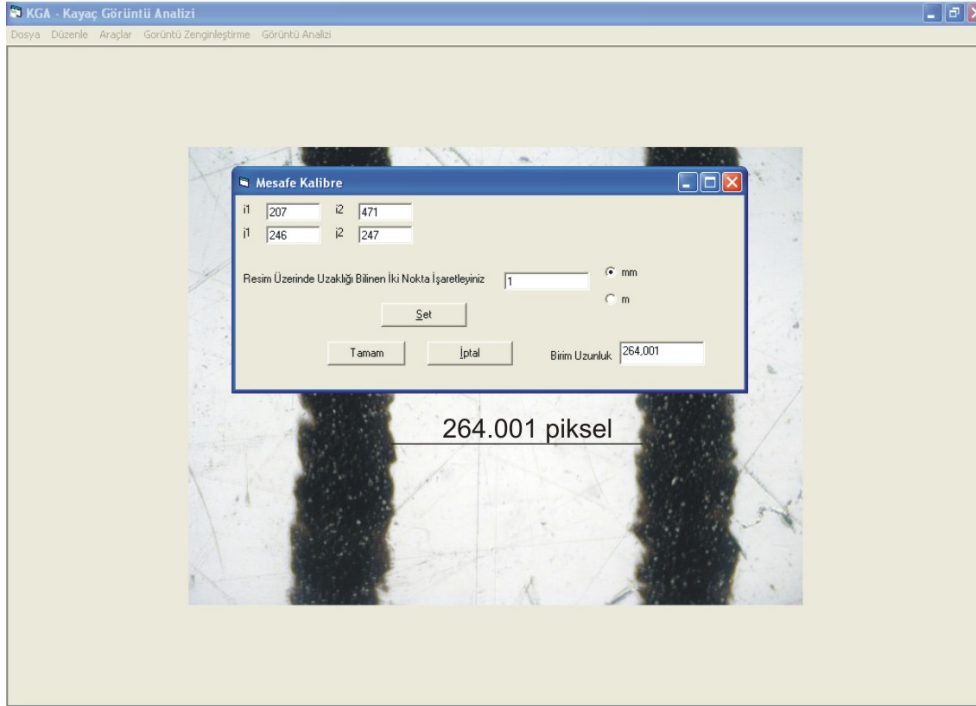 KGA - Kayaç Görüntü Analizi
Dosya Düzenle Araçlar Goruntü Zenginleştirme Görüntü Analizi
Mesafe Kalibre
i1 207 i2 471
j1 246 j2 247
Resim Üzerinde Uzaklığı Bilinen İki Nokta İşaretleyiniz 1 mm
m
Set
Tamam İptal Birim Uzunluk 264,001
264.001 piksel